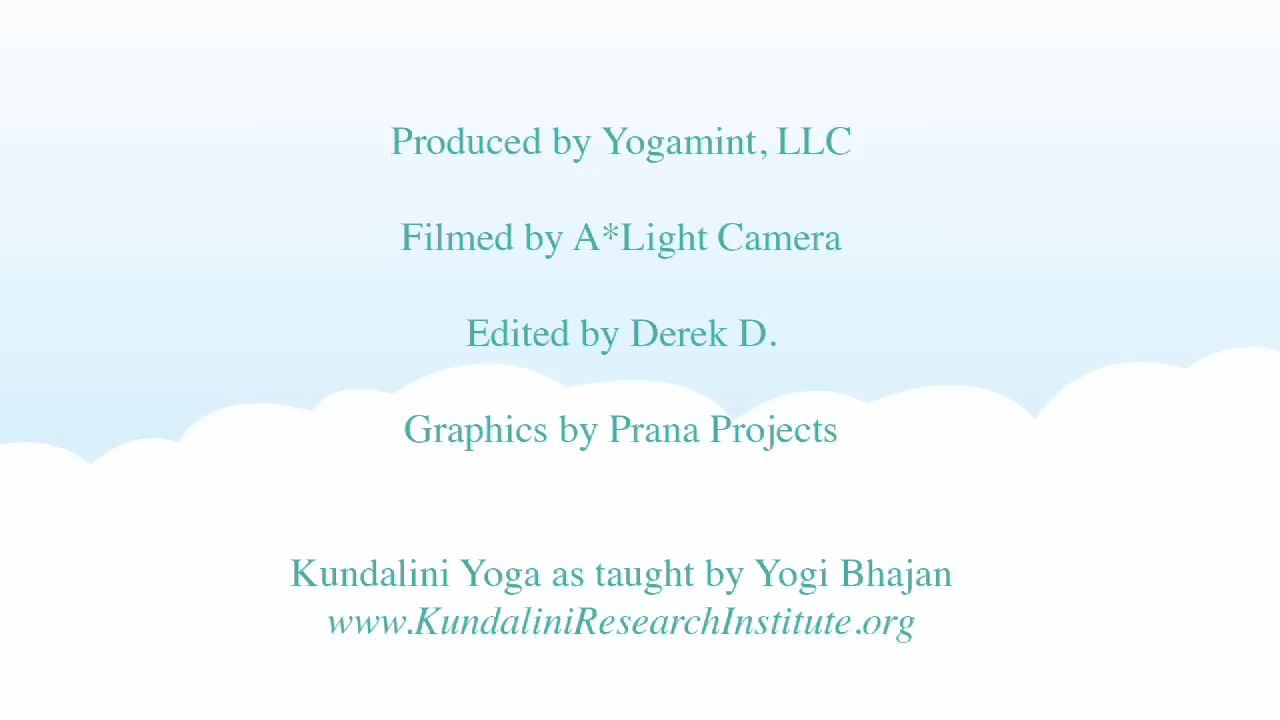 Produced by Yogamint, LLC
Filmed by A*Light Camera
Edited by Derek D.
Graphics by Prana Projects
Kundalini Yoga as taught by Yogi Bhajan
www.KundaliniResearchInstitute.org